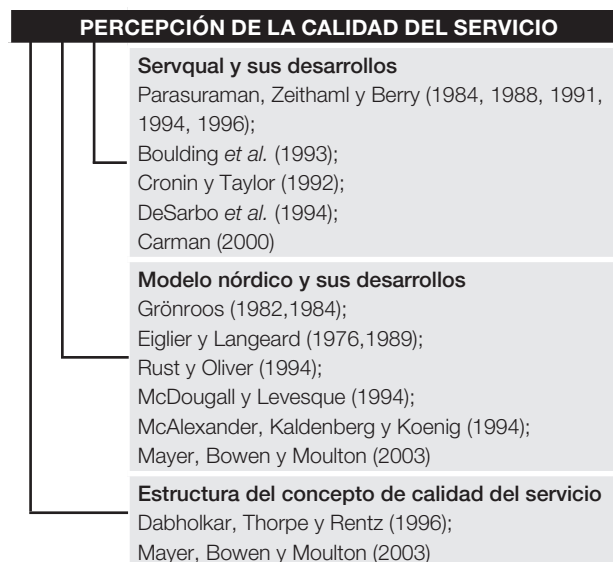 PERCEPCIÓN DE LA CALIDAD DEL SERVICIO
Servqual y sus desarrollos
Parasuraman, Zeithaml y Berry (1984, 1988, 1991,
1994, 1996);
Boulding et al. (1993);
Cronin y Taylor (1992);
DeSarbo et al. (1994);
Carman (2000)
Modelo nórdico y sus desarrollos
Grönroos (1982,1984);
Eiglier y Langeard (1976,1989);
Rust y Oliver (1994);
McDougall y Levesque (1994);
McAlexander, Kaldenberg y Koenig (1994);
Mayer, Bowen y Moulton (2003)
Estructura del concepto de calidad del servicio
Dabholkar, Thorpe y Rentz (1996);
Mayer, Bowen y Moulton (2003)